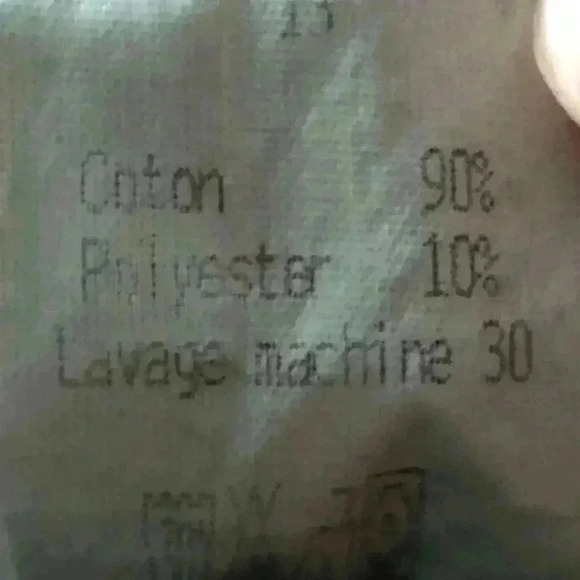 Coton 90%
Polyester 10%
Lavage machine 30